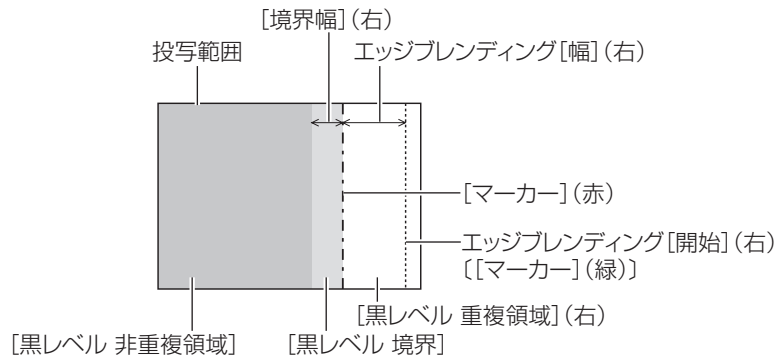 [境界幅](右)
投写範囲
エッジブレンディング[幅](右)
[マーカー](赤)
エッジブレンディング[開始](右)
〔[マーカー](緑)〕
[黒レベル 重複領域](右)
[黒レベル 非重複領域]
[黒レベル 境界]